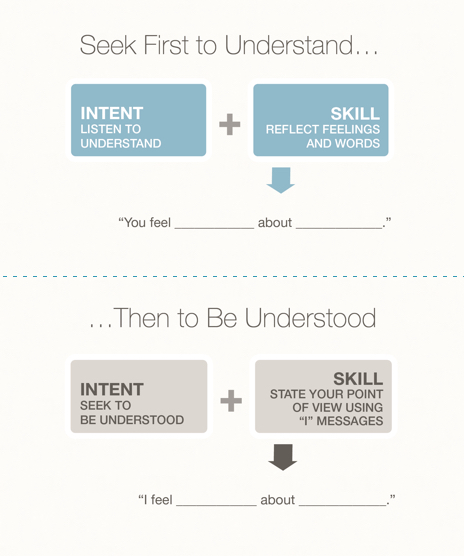 Seek First to Understand…
INTENT
LISTEN TO
UNDERSTAND
+
SKILL
REFLECT FEELINGS
AND WORDS
“You feel ___________ about ____________.”
…Then to Be Understood
INTENT
SEEK TO
BE UNDERSTOOD
+
SKILL
STATE YOUR POINT
OF VIEW USING
“I” MESSAGES
“I feel ___________ about ____________.”